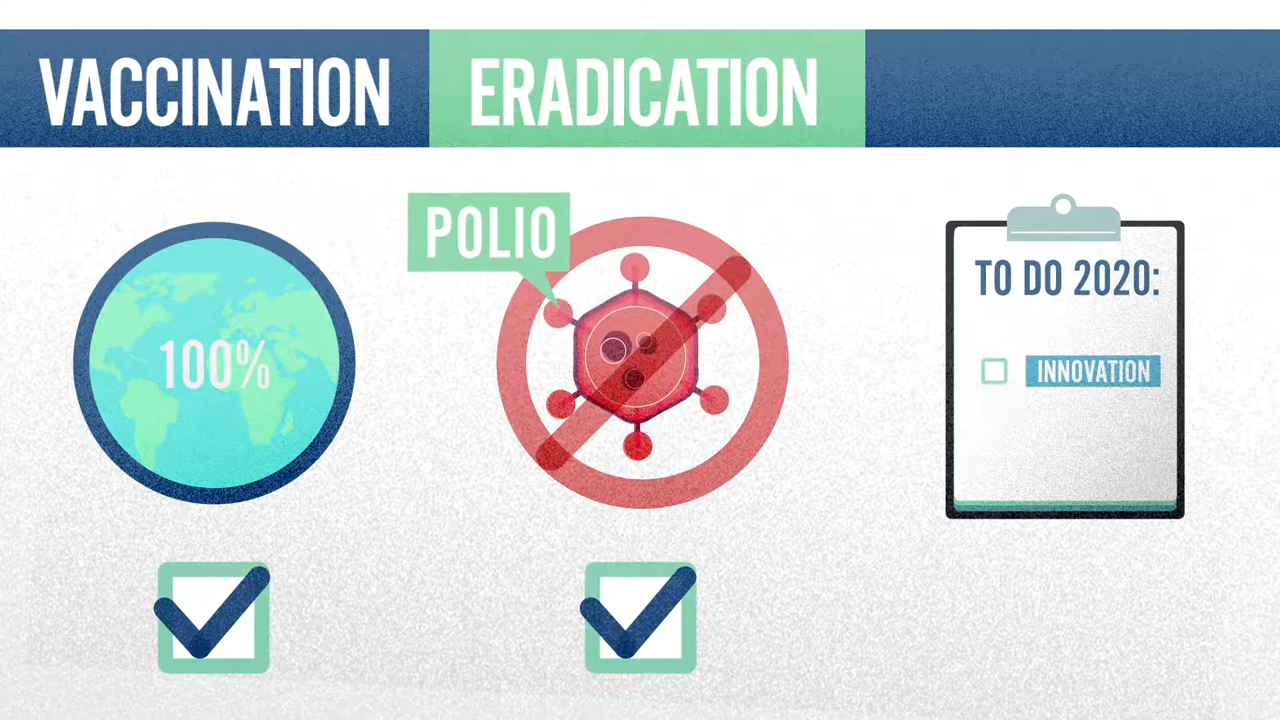 VACCINATION
ERADICATION
100%
POLIO
TO DO 2020:
INNOVATION